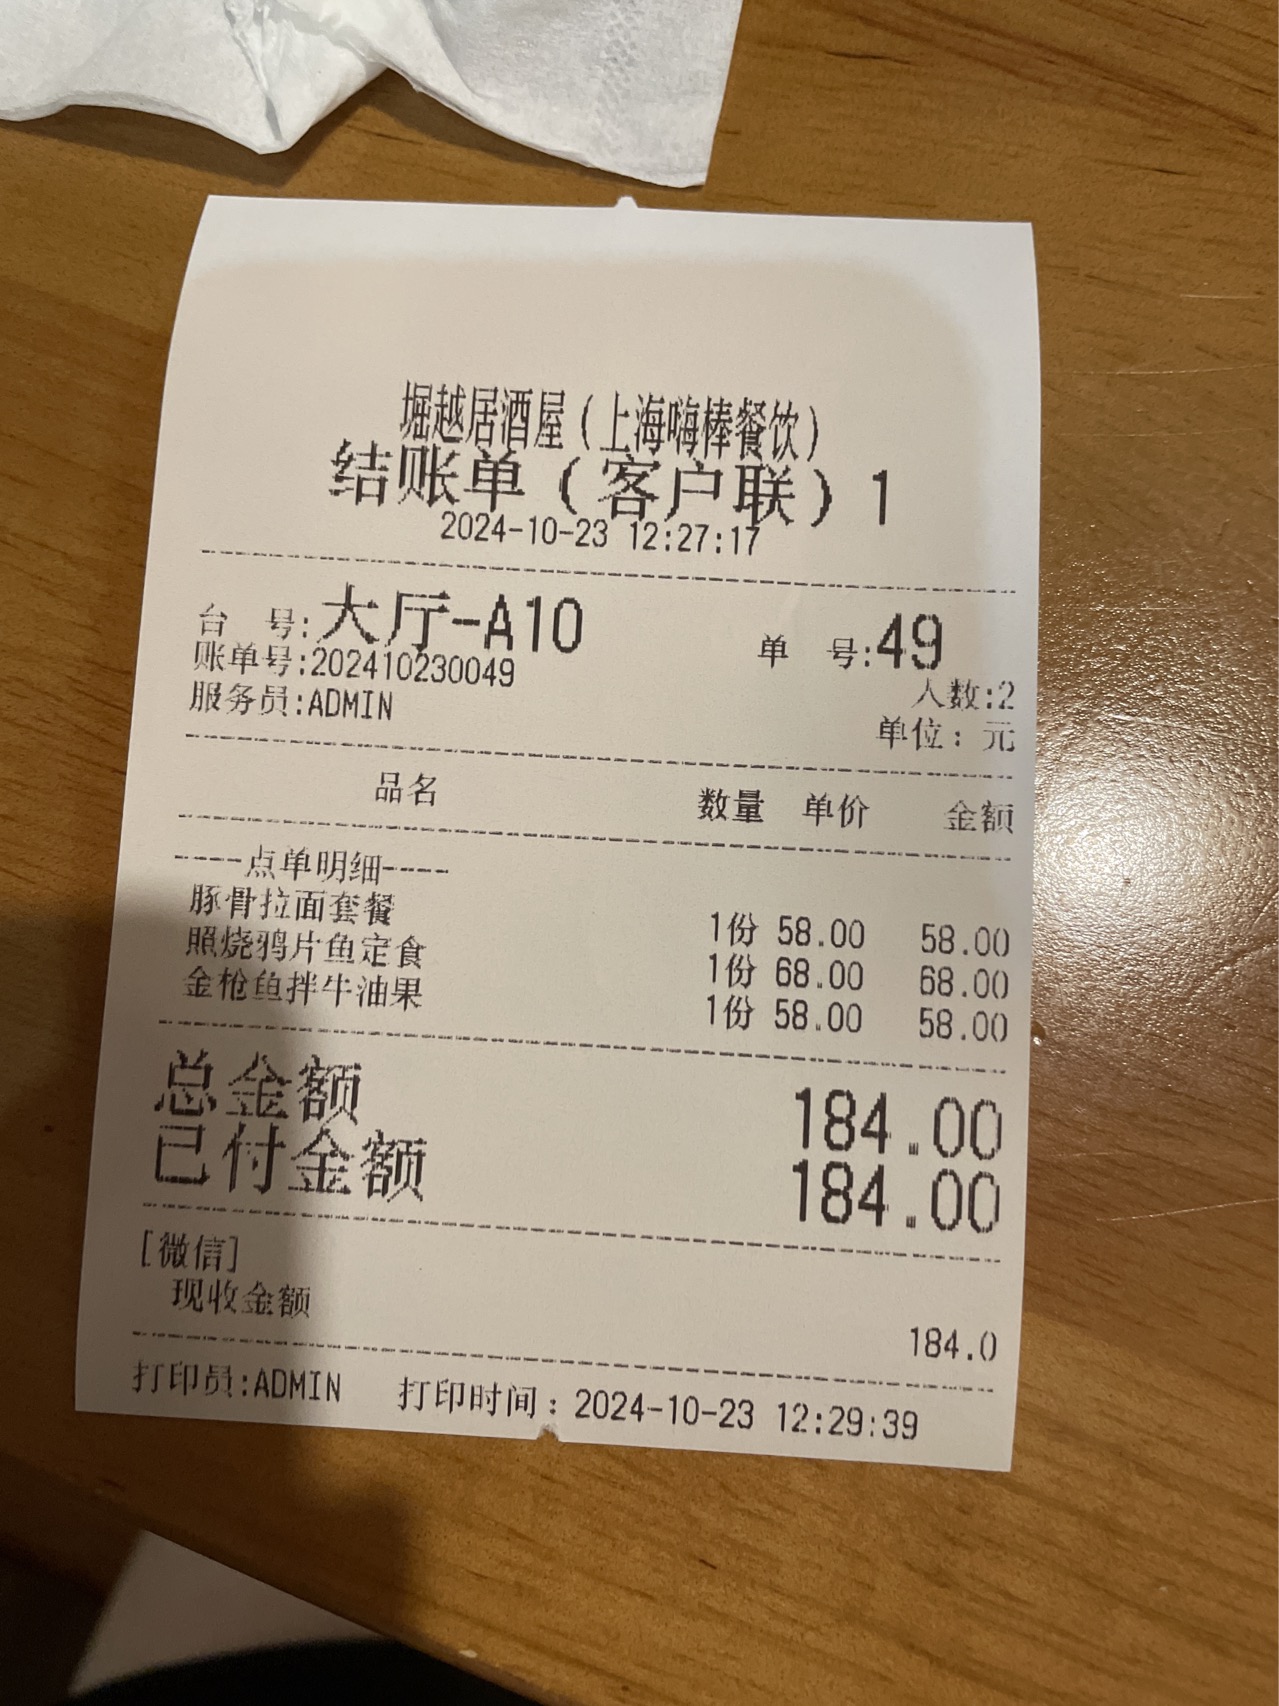 堀越居酒屋(上海嗨棒餐饮)
结账单(客户联)1
2024-10-23 12:27:17
台 号:大厅-A10 单 号:49
账单号:202410230049 人数:2
服务员:ADMIN 单位: 元
品名 数量 单价 金额
----点单明细----
豚骨拉面套餐 1份 58.00 58.00
照烧鸦片鱼定食 1份 68.00 68.00
金枪鱼拌牛油果 1份 58.00 58.00
总金额 184.00
已付金额 184.00
[微信]
现收金额 184.0
打印员:ADMIN 打印时间: 2024-10-23 12:29:39